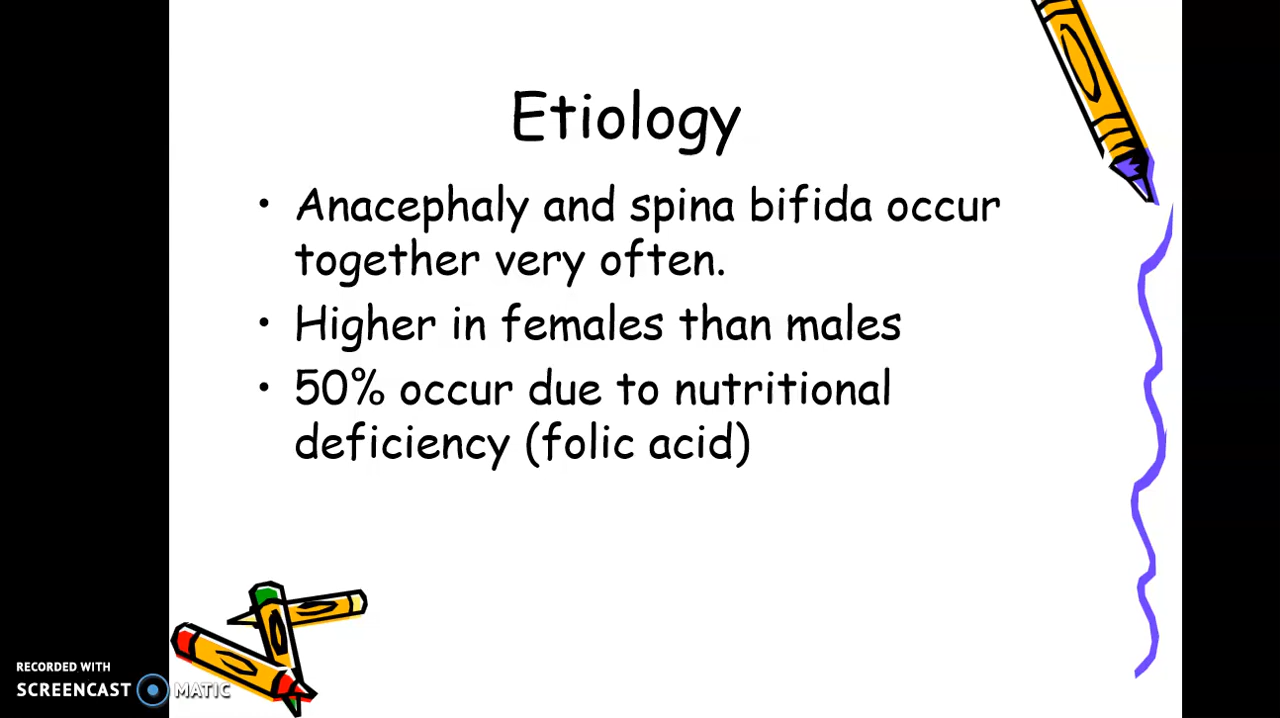 Etiology
• Anacephaly and spina bifida occur
together very often.
• Higher in females than males
• 50% occur due to nutritional
deficiency (folic acid)
RECORDED WITH
SCREENCAST MATIC